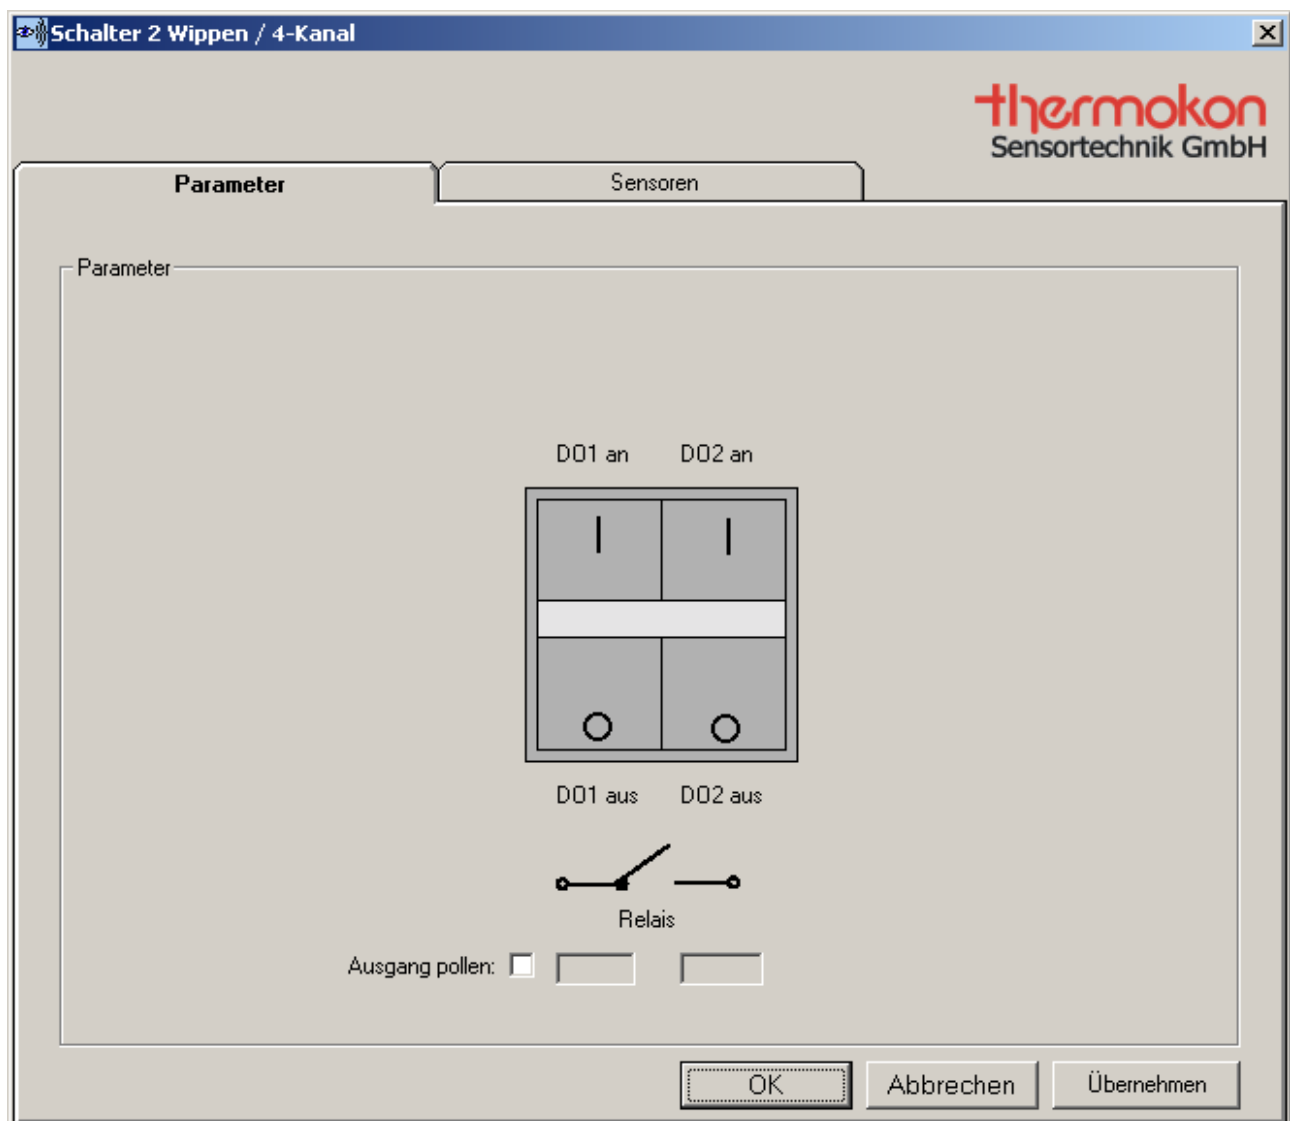 Schalter 2 Wippen / 4-Kanal
thermokon
Sensortechnik GmbH
Parameter
Sensoren
Parameter
DO1 an
DO2 an
DO1 aus
DO2 aus
Relais
Ausgang pollen:
OK
Abbrechen
Übernehmen